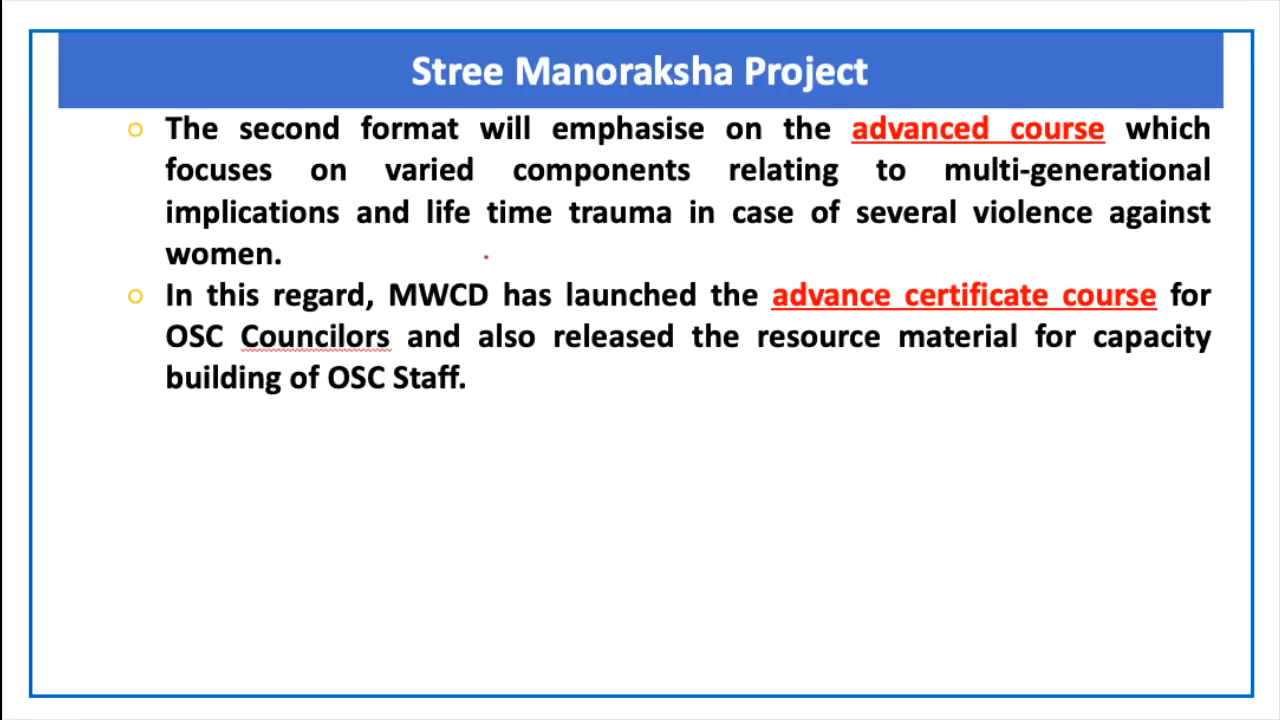 Stree Manoraksha Project
The second format will emphasise on the advanced course which
focuses on varied components relating to multi-generational
implications and life time trauma in case of several violence against
women.
In this regard, MWCD has launched the advance certificate course for
OSC Councilors and also released the resource material for capacity
building of OSC Staff.